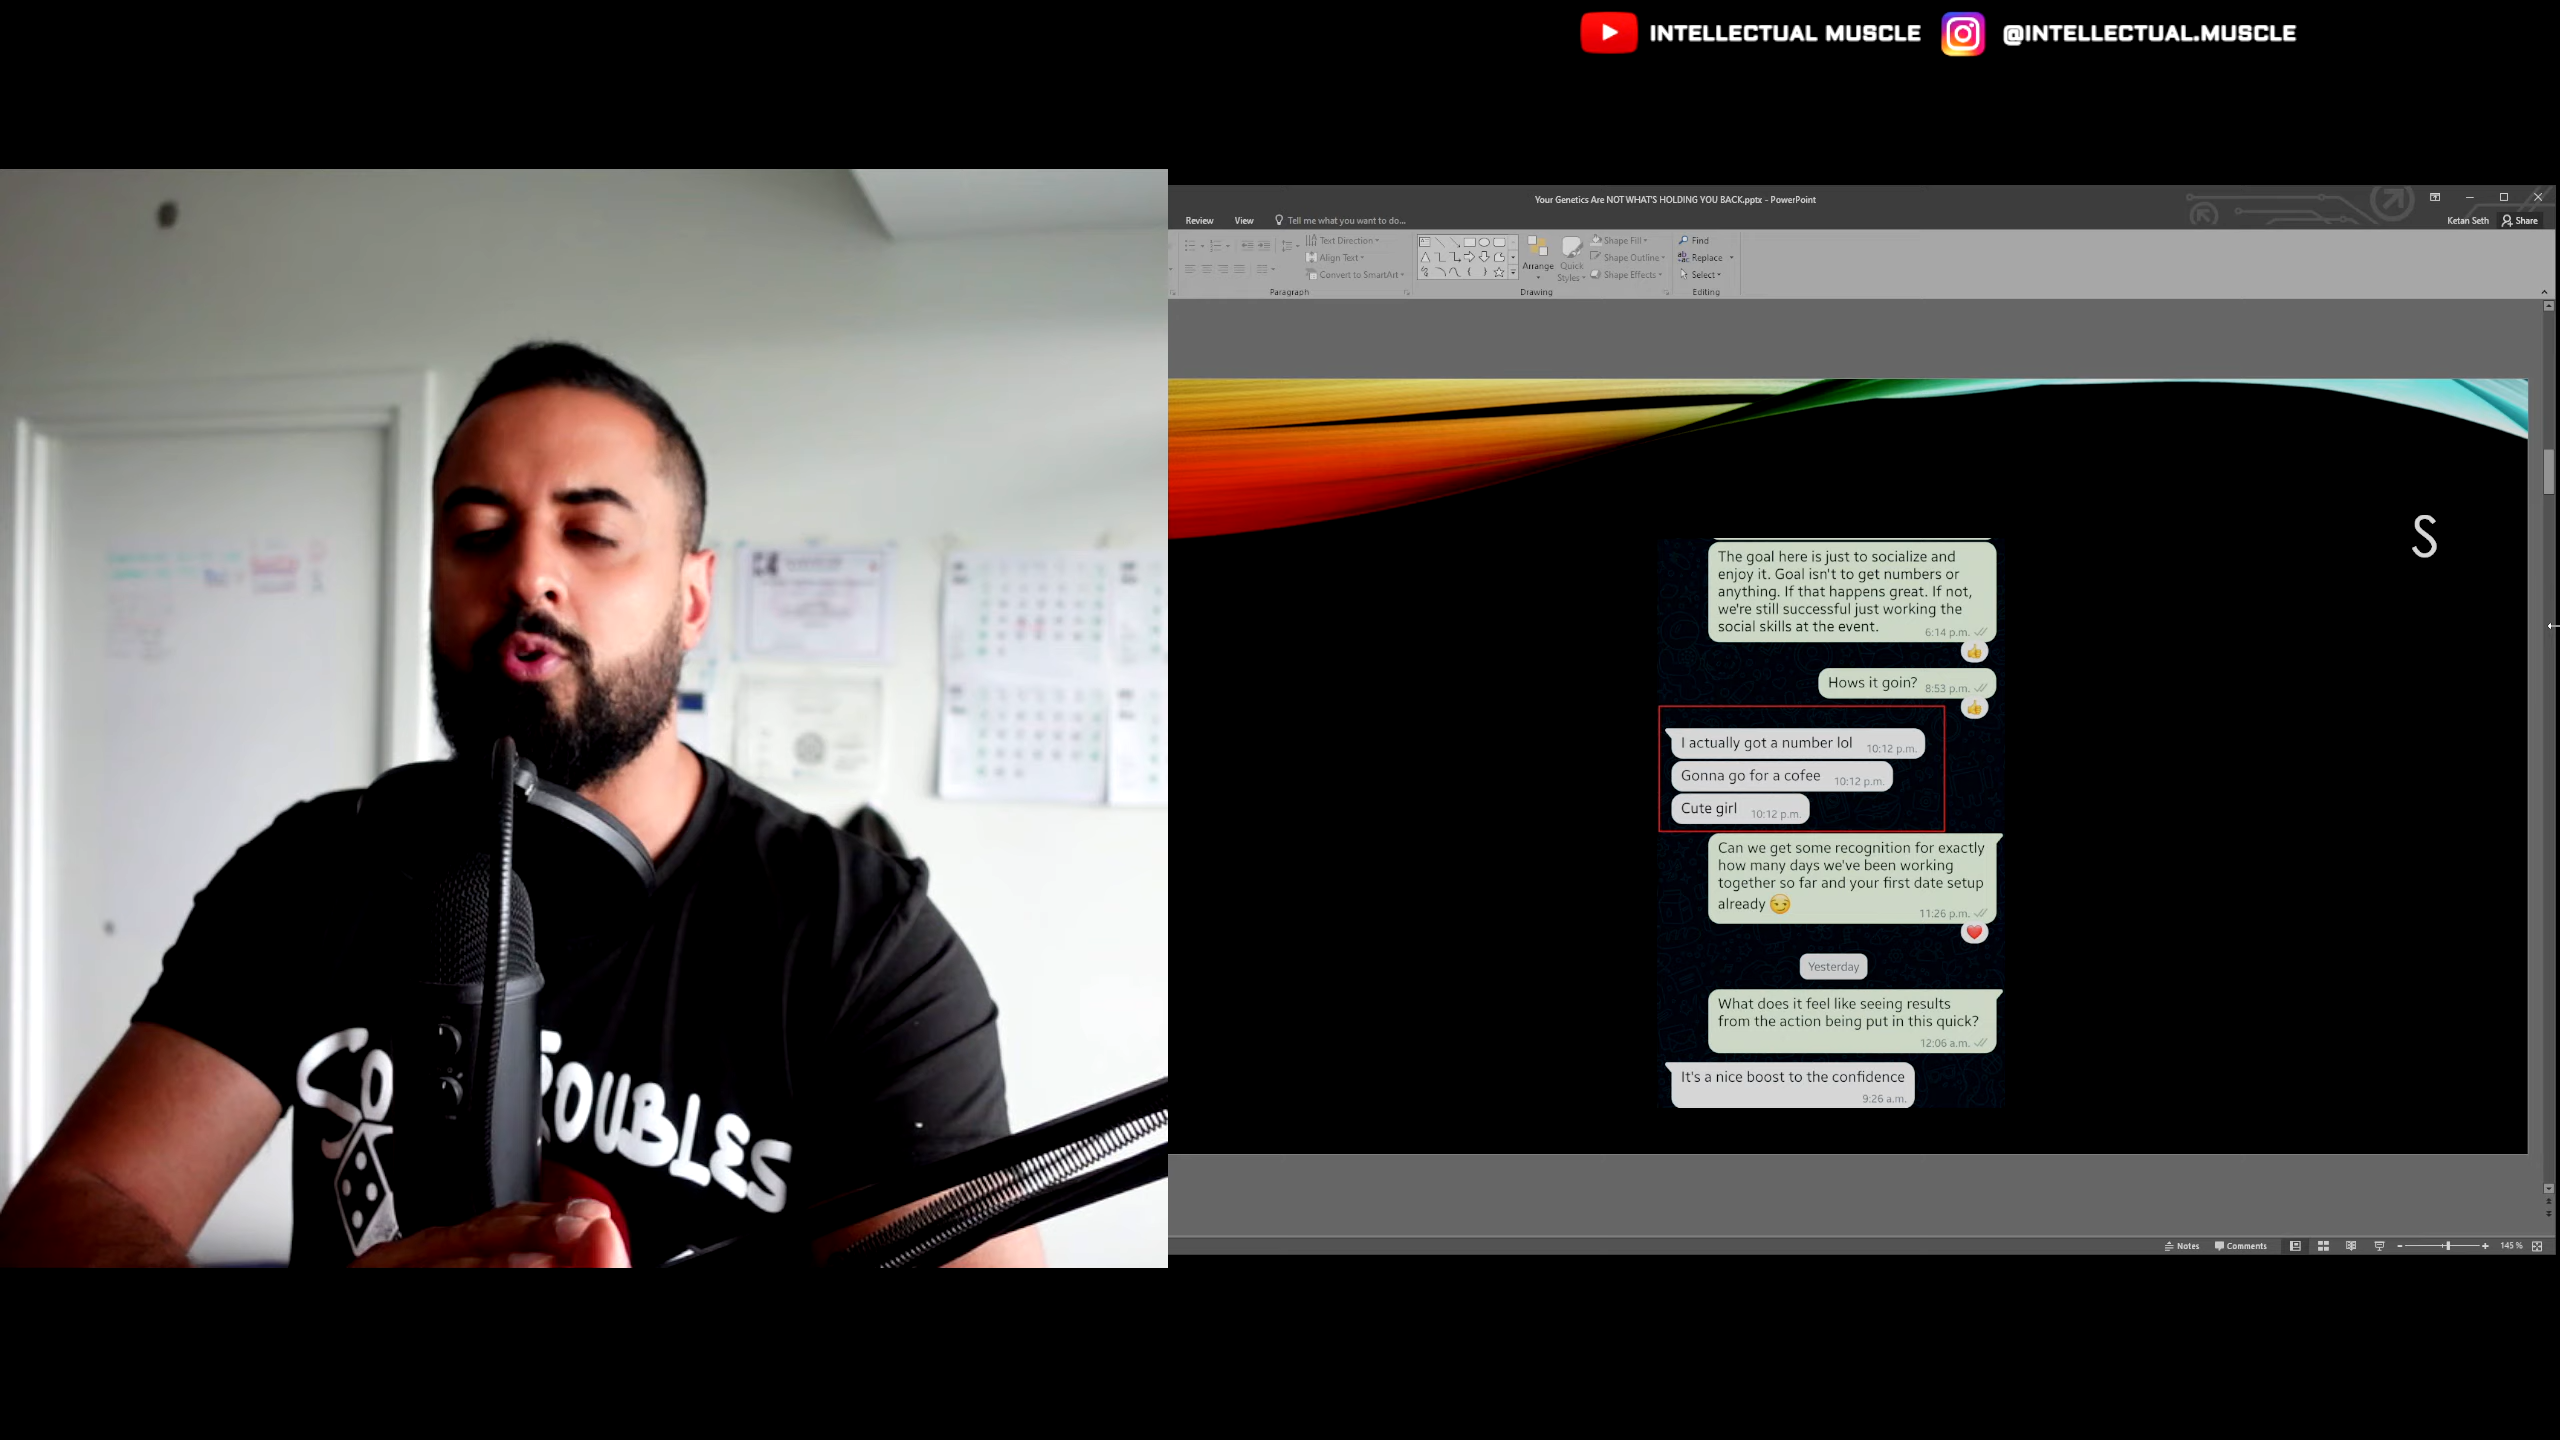 INTELLECTUAL MUSCLE @INTELLECTUAL.MUSCLE
Your Genetics Are NOT WHAT'S HOLDING YOU BACK.pptx - PowerPoint
Review View Tell me what you want to do... Ketan Seth Share
Text Direction
Align Text
Convert to SmartArt
Paragraph
Arrange
Quick
Styles
Shape Fill
Shape Outline
Shape Effects
Drawing
Find
Replace
Select
Editing
S
The goal here is just to socialize and
enjoy it. Goal isn't to get numbers or
anything. If that happens great. If not,
we're still successful just working the
social skills at the event. 6:14 p.m.
Hows it goin? 8:53 p.m.
I actually got a number lol 10:12 p.m.
Gonna go for a cofee 10:12 p.m.
Cute girl 10:12 p.m.
Can we get some recognition for exactly
how many days we've been working
together so far and your first date setup
already 😏
11:26 p.m.
Yesterday
What does it feel like seeing results
from the action being put in this quick?
12:06 a.m.
It's a nice boost to the confidence
9:26 a.m.
Notes Comments 145 %
OUBLES